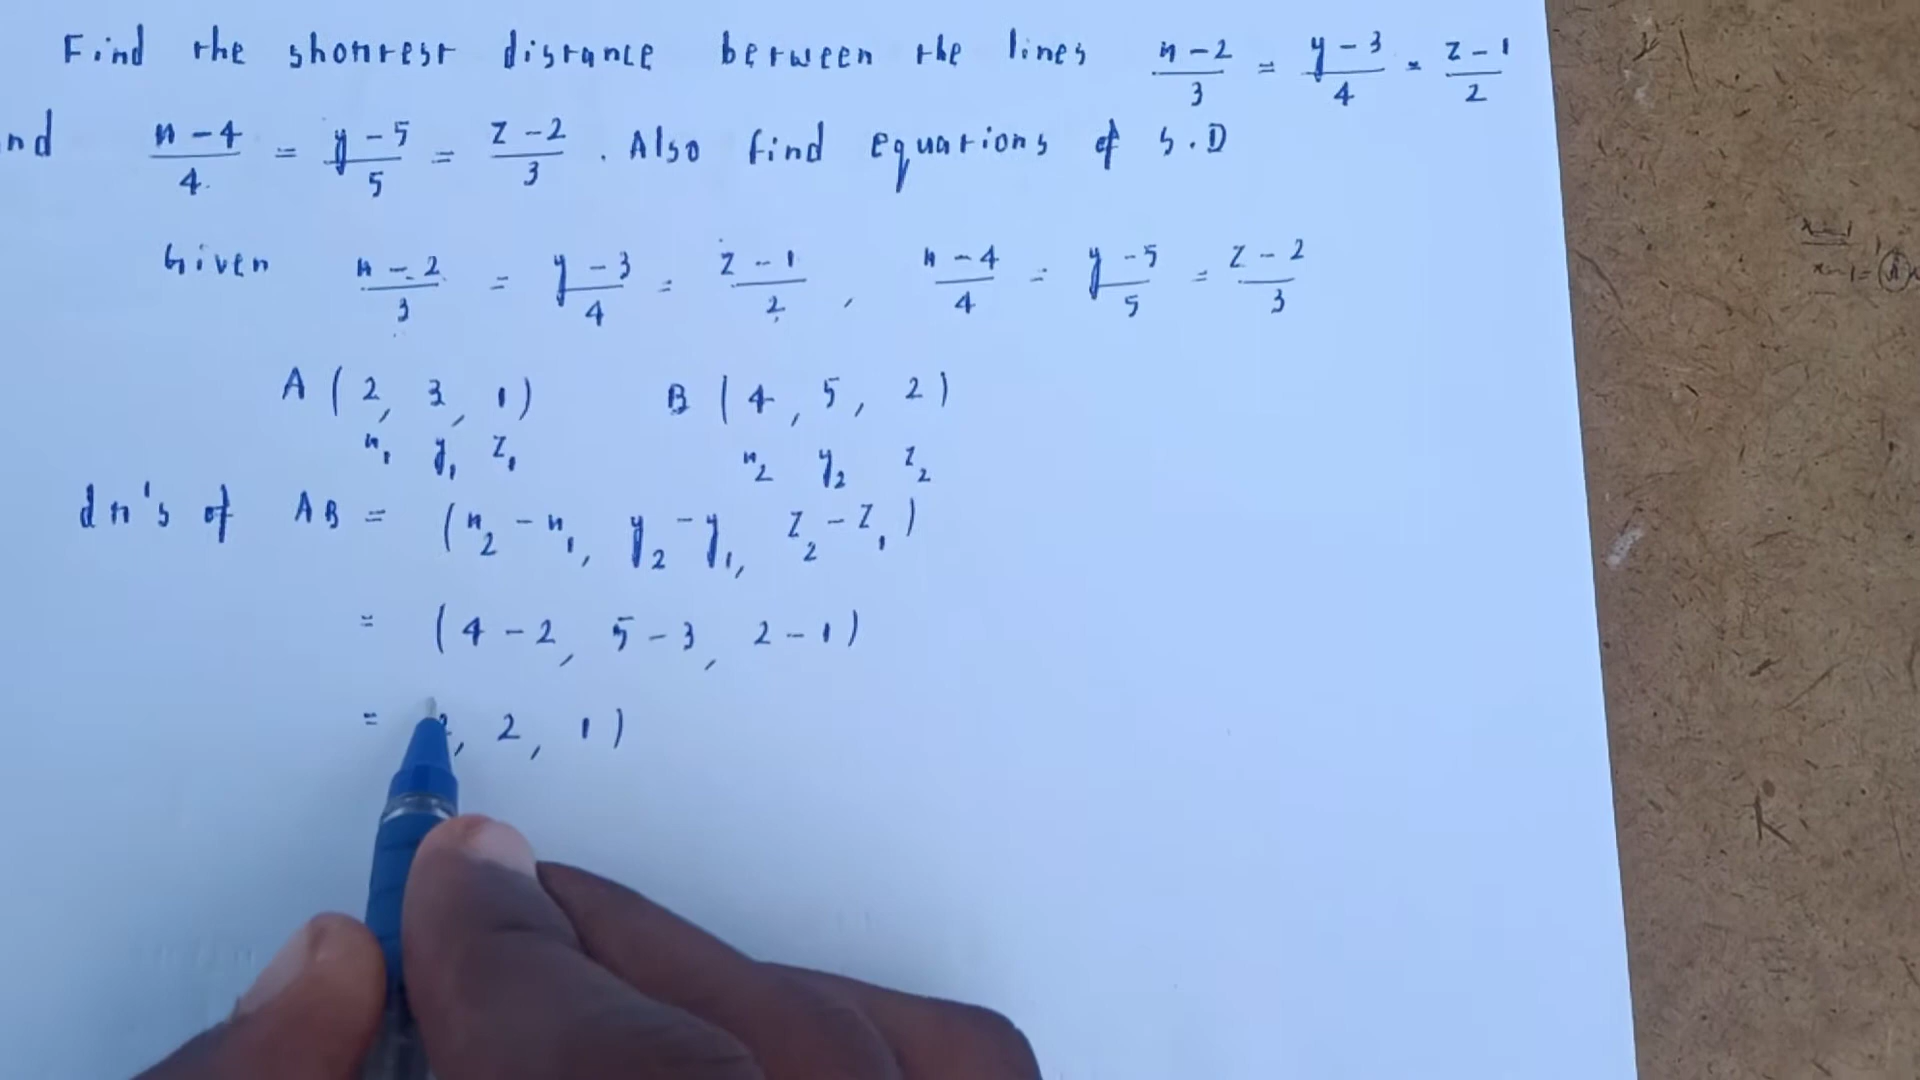 Find the shortest distance between the lines x-2/3 = y-3/4 = z-1/2
nd x-4/4 = y-5/5 = z-2/3 . Also find equations of S.D
Given x-2/3 = y-3/4 = z-1/2 , x-4/4 = y-5/5 = z-2/3
A (2, 3, 1) B (4, 5, 2)
x₁ y₁ z₁ x₂ y₂ z₂
dr's of AB = (x₂-x₁, y₂-y₁, z₂-z₁)
= (4-2, 5-3, 2-1)
= , 2, 1)